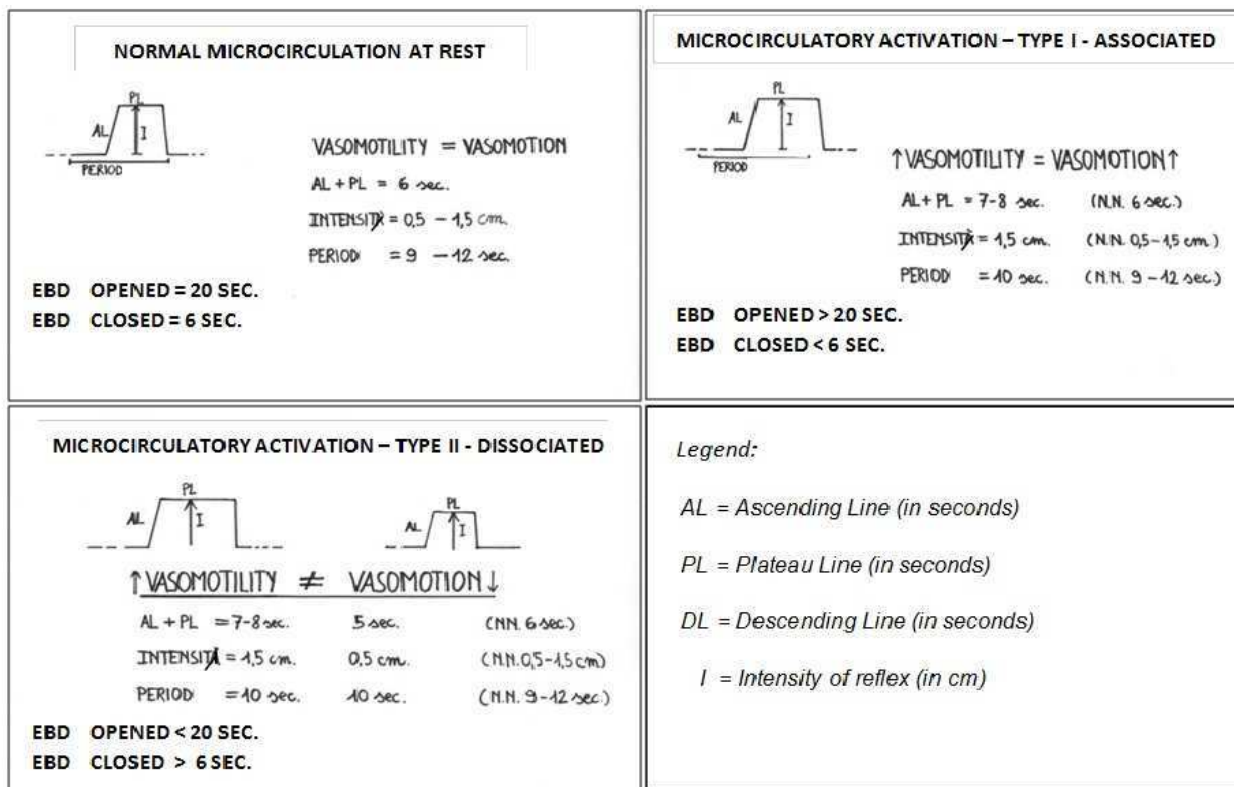 NORMAL MICROCIRCULATION AT REST
PL
AL I
PERIOD
VASOMOTILITY = VASOMOTION
AL + PL = 6 sec.
INTENSITY = 0,5 - 1,5 cm.
PERIOD = 9 - 12 sec.
EBD OPENED = 20 SEC.
EBD CLOSED = 6 SEC.
MICROCIRCULATORY ACTIVATION – TYPE I - ASSOCIATED
PL
AL I
PERIOD
↑VASOMOTILITY = VASOMOTION↑
AL + PL = 7-8 sec. (N.N. 6 sec.)
INTENSITY = 1,5 cm. (N.N. 0,5-1,5 cm)
PERIOD = 10 sec. (N.N. 9-12 sec.)
EBD OPENED > 20 SEC.
EBD CLOSED < 6 SEC.
MICROCIRCULATORY ACTIVATION – TYPE II - DISSOCIATED
PL PL
AL I AL I
↑VASOMOTILITY ≠ VASOMOTION↓
AL + PL = 7-8 sec. 5 sec. (NN. 6 sec.)
INTENSITY = 1,5 cm. 0,5 cm. (N.N. 0,5-1,5 cm)
PERIOD = 10 sec. 10 sec. (N.N. 9-12 sec.)
EBD OPENED < 20 SEC.
EBD CLOSED > 6 SEC.
Legend:
AL = Ascending Line (in seconds)
PL = Plateau Line (in seconds)
DL = Descending Line (in seconds)
I = Intensity of reflex (in cm)